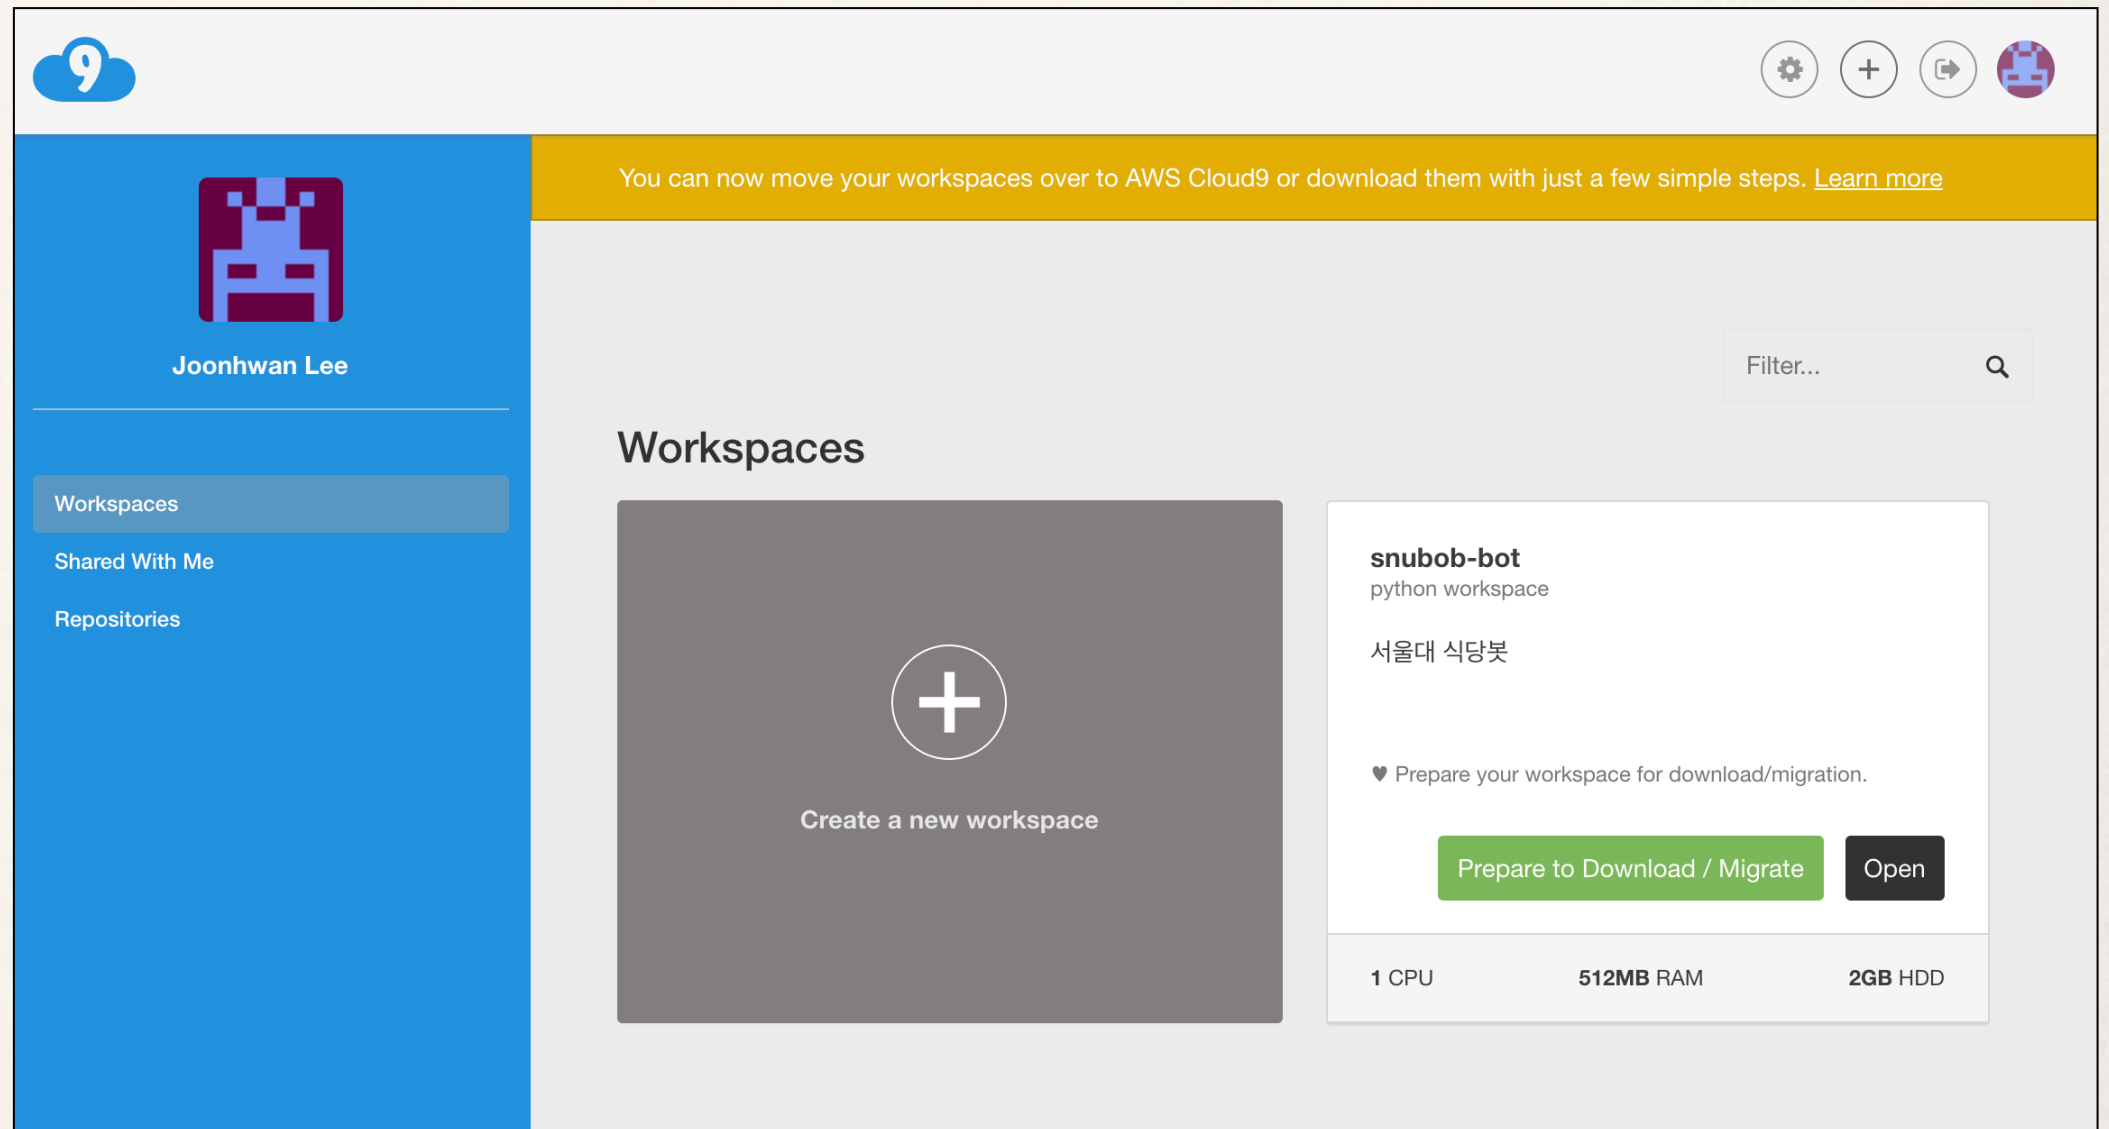 9
You can now move your workspaces over to AWS Cloud9 or download them with just a few simple steps. Learn more
Joonhwan Lee
Workspaces
Shared With Me
Repositories
Filter...
Workspaces
Create a new workspace
snubob-bot
python workspace
서울대 식당봇
♥ Prepare your workspace for download/migration.
Prepare to Download / Migrate
Open
1 CPU 512MB RAM 2GB HDD